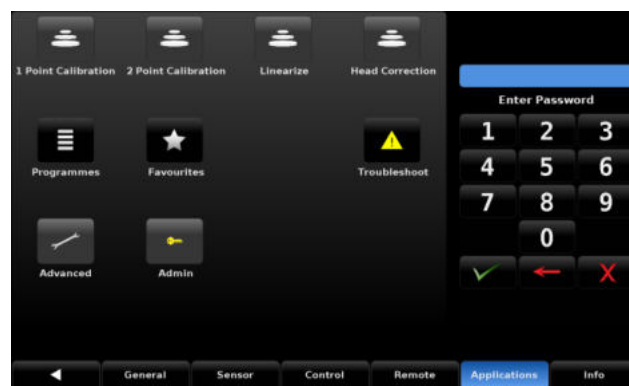 1 Point Calibration 2 Point Calibration Linearize Head Correction
Enter Password
1 2 3
Programmes Favourites Troubleshoot
4 5 6
7 8 9
0
Advanced Admin
General Sensor Control Remote Applications Info